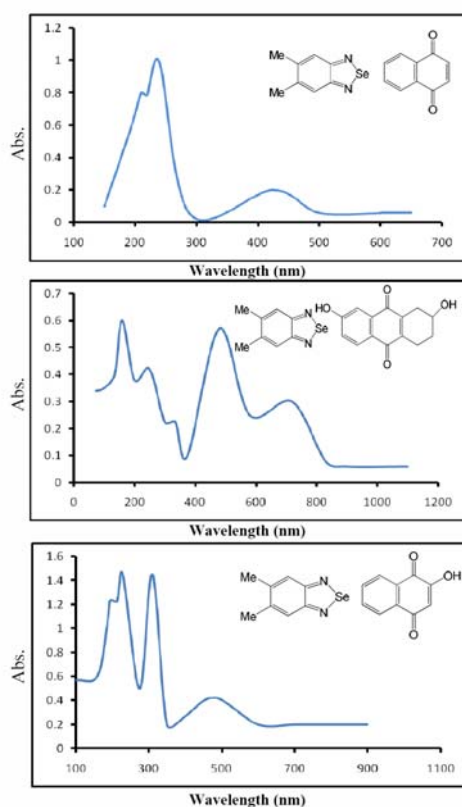 1.2
1
0.8
0.6
0.4
0.2
0
100 200 300 400 500 600 700
Abs.
Wavelength (nm)
Me
Me
N
Se
N
O
O
0.7
0.6
0.5
0.4
0.3
0.2
0.1
0
0 200 400 600 800 1000 1200
Abs.
Wavelength (nm)
Me
Me
N
Se
N
HO
O
OH
O
1.6
1.4
1.2
1
0.8
0.6
0.4
0.2
0
100 300 500 700 900 1100
Abs.
Wavelength (nm)
Me
Me
N
Se
N
O
OH
O